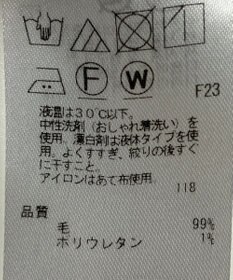 F W
F23
液温は30℃以下。
中性洗剤（おしゃれ着洗い）を
使用。漂白剤は液体タイプを使
用。よくすすぎ、絞りの後すぐ
に干すこと。
アイロンはあて布使用
118
品質
毛 99%
ポリウレタン 1%